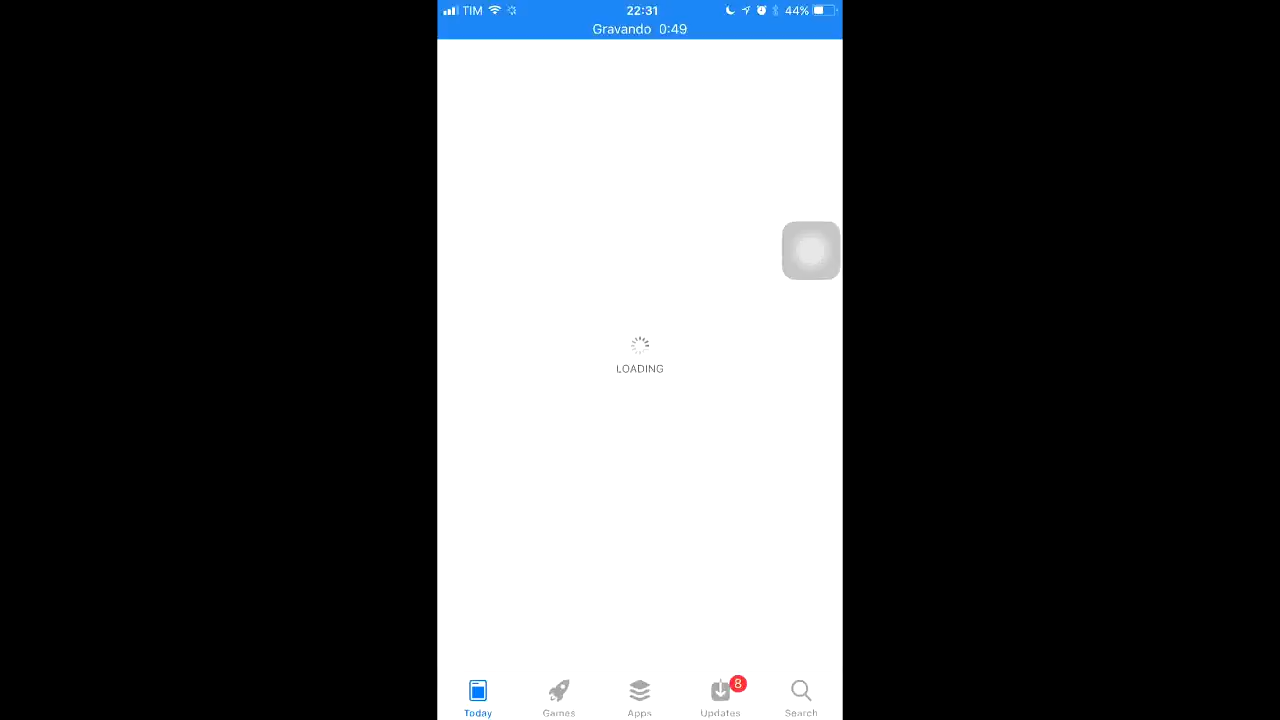 TIM 22:31 44%
Gravando 0:49
LOADING
8
Today Games Apps Updates Search